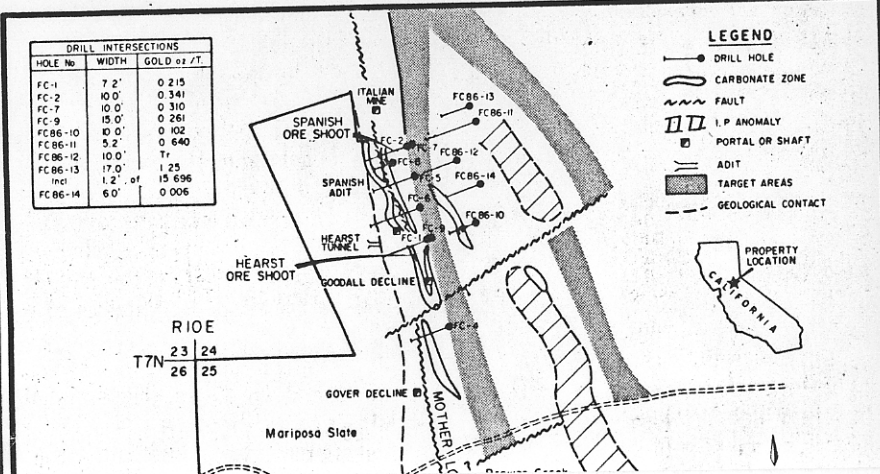 DRILL INTERSECTIONS
HOLE No WIDTH GOLD oz /T.
FC-1 7.2' 0.215
FC-2 10.0' 0.341
FC-7 10.0' 0.310
FC-9 15.0' 0.261
FC86-10 10.0' 0.102
FC86-11 5.2' 0.640
FC86-12 10.0' Tr
FC86-13 17.0' 1.25
Incl 1.2' of 15.696
FC86-14 6.0' 0.006
LEGEND
DRILL HOLE
CARBONATE ZONE
FAULT
I.P ANOMALY
PORTAL OR SHAFT
ADIT
TARGET AREAS
GEOLOGICAL CONTACT
ITALIAN
MINE
FC86-13
FC86-11
SPANISH
ORE SHOOT
FC-2
FC-7
FC-8
FC86-12
FC-5
FC86-14
SPANISH
ADIT
FC-6
FC86-10
HEARST
TUNNEL
FC-1
FC-9
HEARST
ORE SHOOT
GOODALL DECLINE
PROPERTY
LOCATION
CALIFORNIA
R10E
T7N
23 24
26 25
FC-4
GOVER DECLINE
MOTHER
Mariposa Slate
?